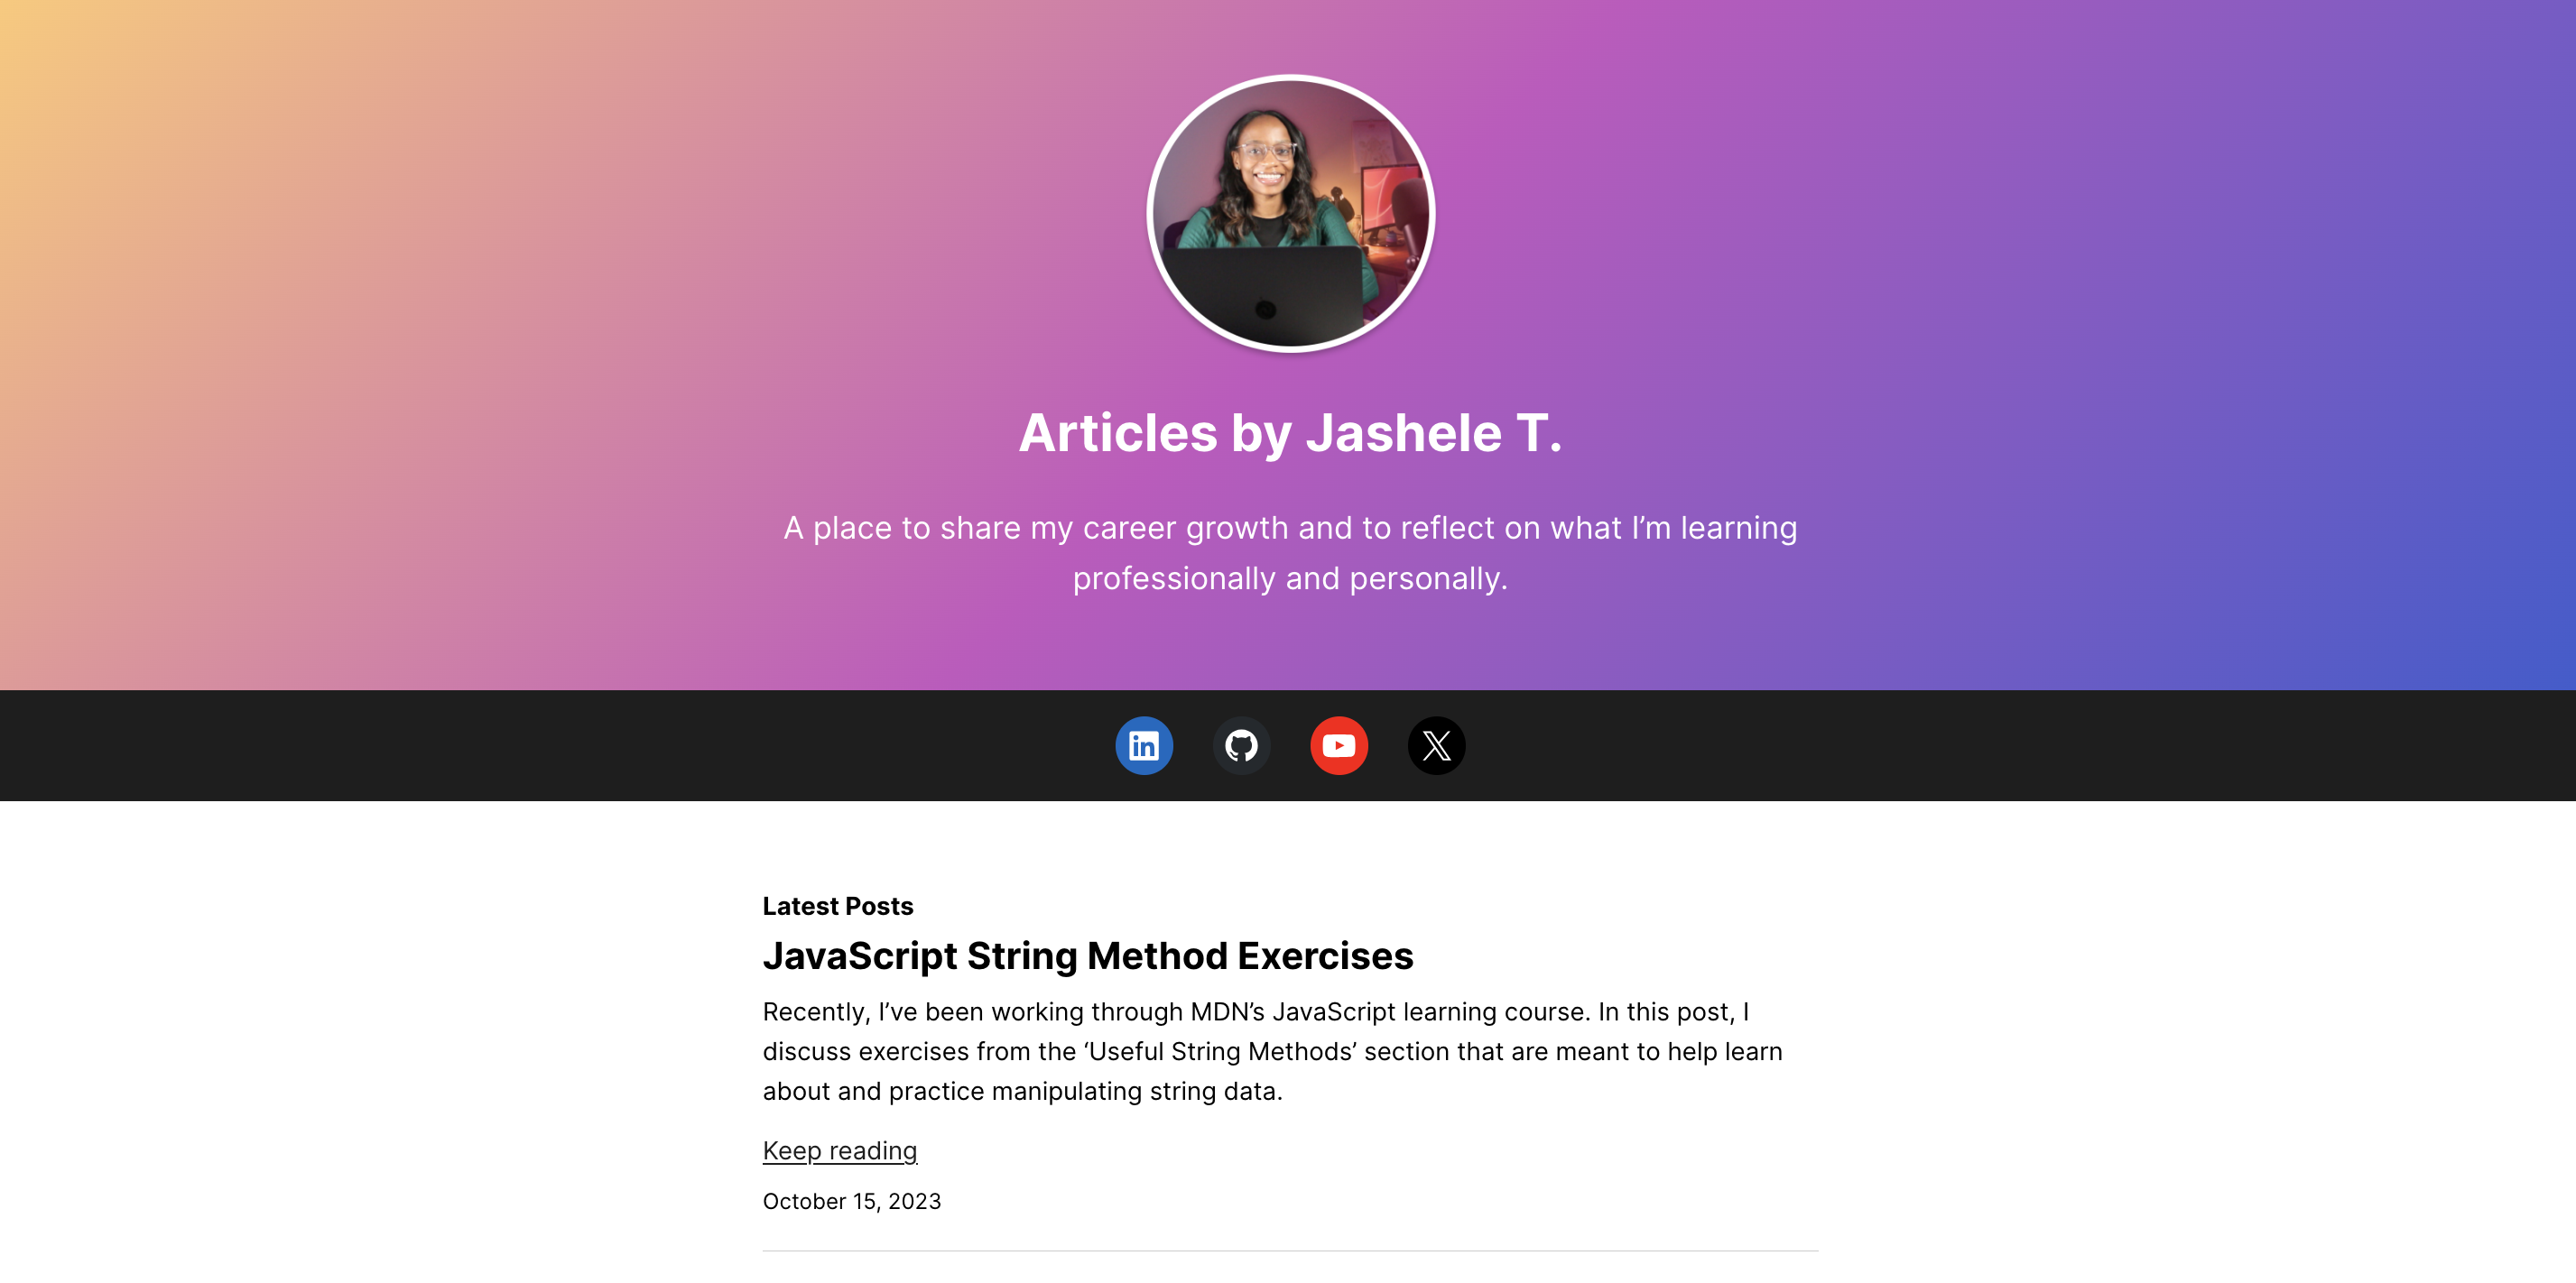 Articles by Jashele T.
A place to share my career growth and to reflect on what I’m learning
professionally and personally.
in
X
Latest Posts
JavaScript String Method Exercises
Recently, I’ve been working through MDN’s JavaScript learning course. In this post, I
discuss exercises from the ‘Useful String Methods’ section that are meant to help learn
about and practice manipulating string data.
Keep reading
October 15, 2023